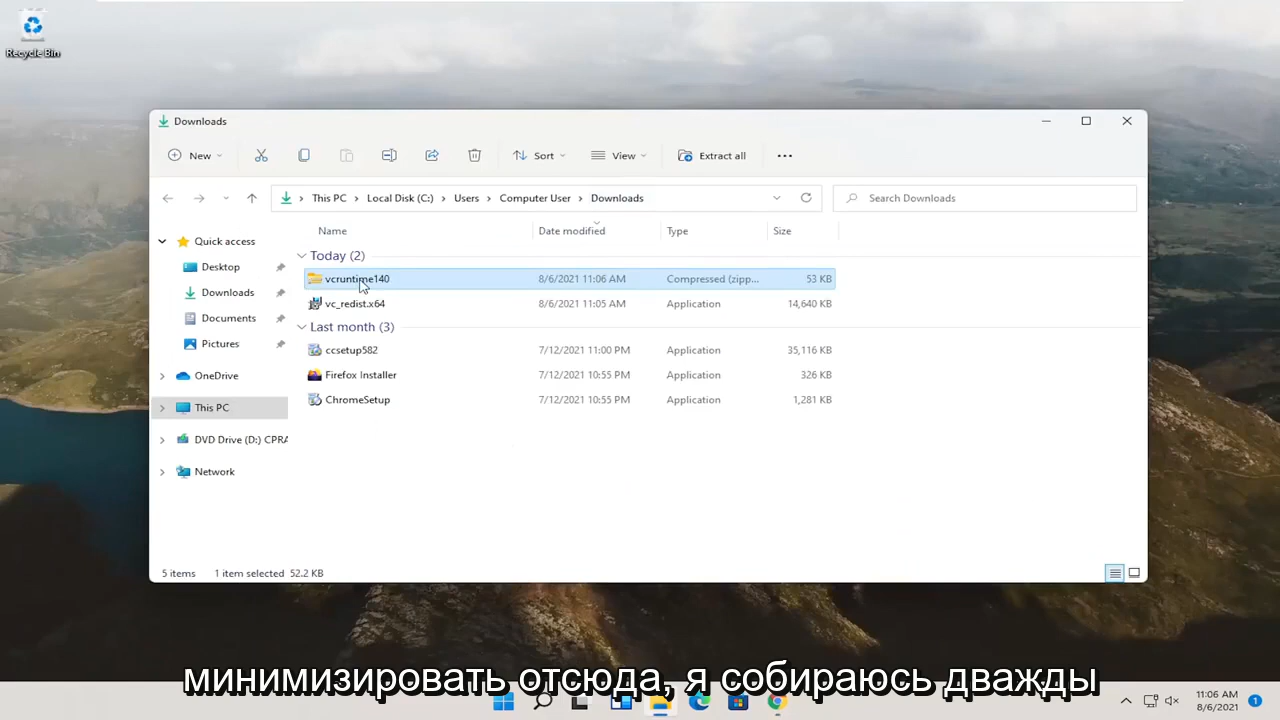 Recycle Bin
Downloads
New
Sort
View
Extract all
This PC > Local Disk (C:) > Users > Computer User > Downloads
Search Downloads
Name
Date modified
Type
Size
Quick access
Desktop
Downloads
Documents
Pictures
OneDrive
This PC
DVD Drive (D:) CPRA
Network
Today (2)
vcruntime140 8/6/2021 11:06 AM Compressed (zipp... 53 KB
vc_redist.x64 8/6/2021 11:05 AM Application 14,640 KB
Last month (3)
ccsetup582 7/12/2021 11:00 PM Application 35,116 KB
Firefox Installer 7/12/2021 10:55 PM Application 326 KB
ChromeSetup 7/12/2021 10:55 PM Application 1,281 KB
5 items 1 item selected 52.2 KB
минимизировать отсюда, я собираюсь дважды
11:06 AM
8/6/2021
1